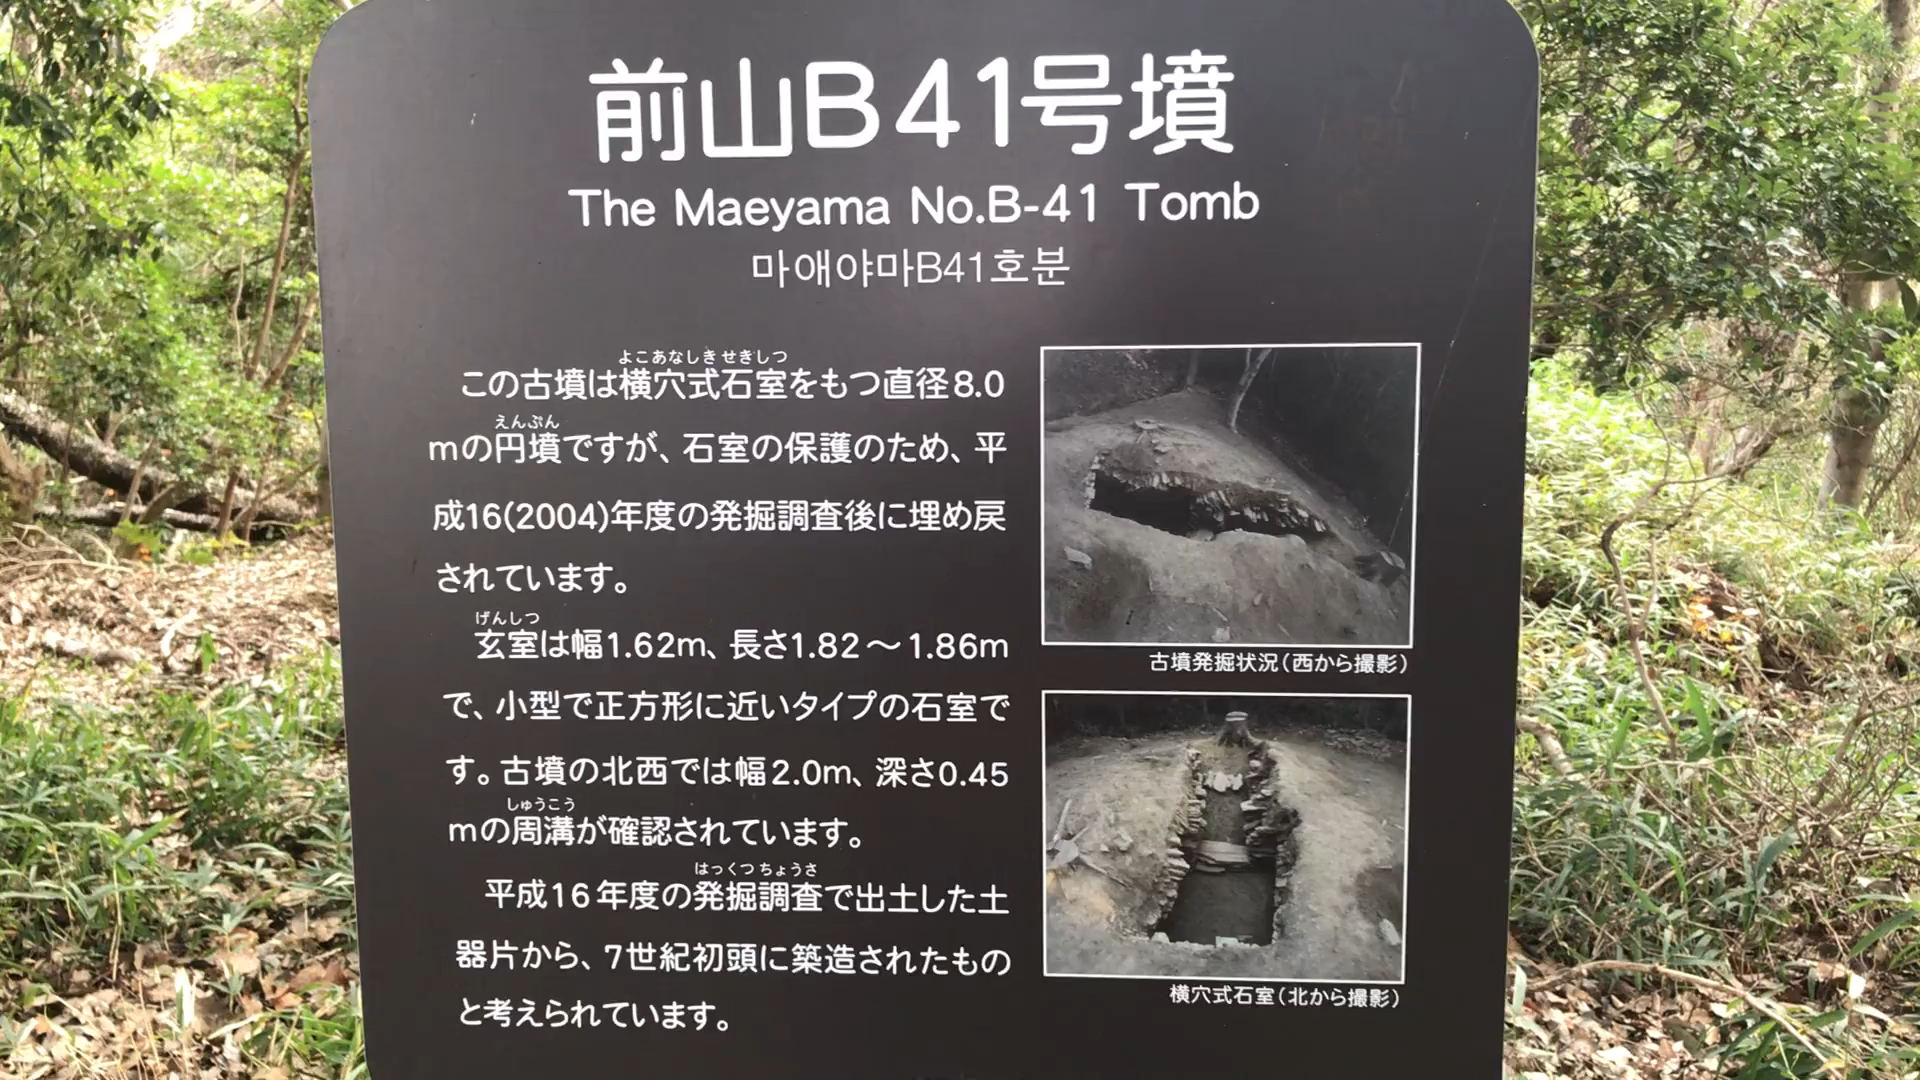 前山B41号墳
The Maeyama No.B-41 Tomb
마애야마B41호분
よこあなしきせきしつ
この古墳は横穴式石室をもつ直径8.0
えんぷん
mの円墳ですが、石室の保護のため、平
成16(2004)年度の発掘調査後に埋め戻
されています。
げんしつ
玄室は幅1.62m、長さ1.82～1.86m
で、小型で正方形に近いタイプの石室で
す。古墳の北西では幅2.0m、深さ0.45
しゅうこう
mの周溝が確認されています。
はっくつちょうさ
平成16年度の発掘調査で出土した土
器片から、7世紀初頭に築造されたもの
と考えられています。
古墳発掘状況(西から撮影)
横穴式石室(北から撮影)